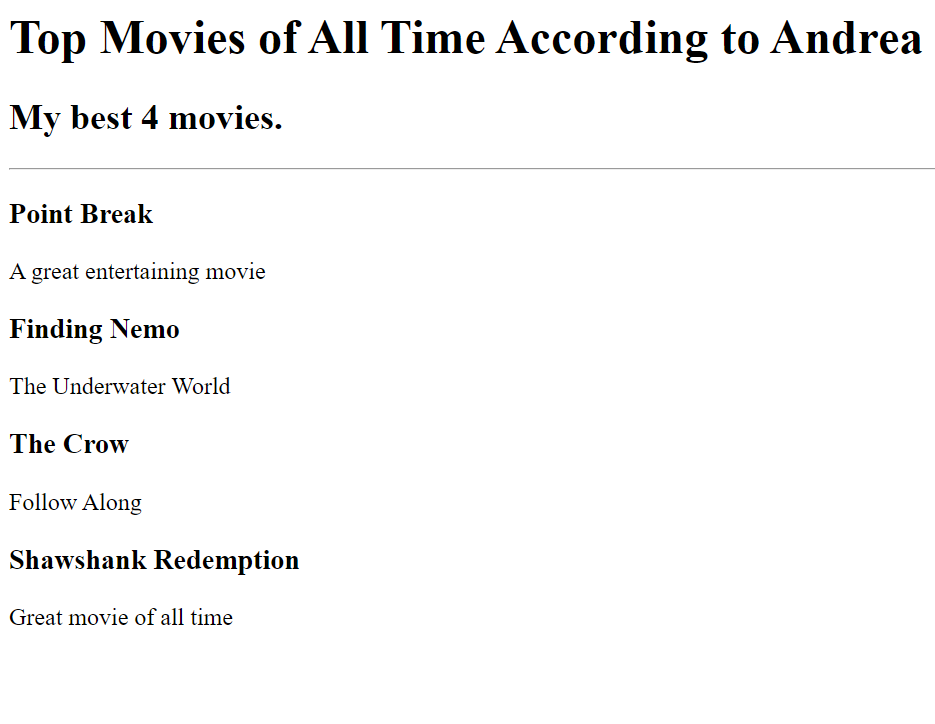 Top Movies of All Time According to Andrea
My best 4 movies.
Point Break
A great entertaining movie
Finding Nemo
The Underwater World
The Crow
Follow Along
Shawshank Redemption
Great movie of all time